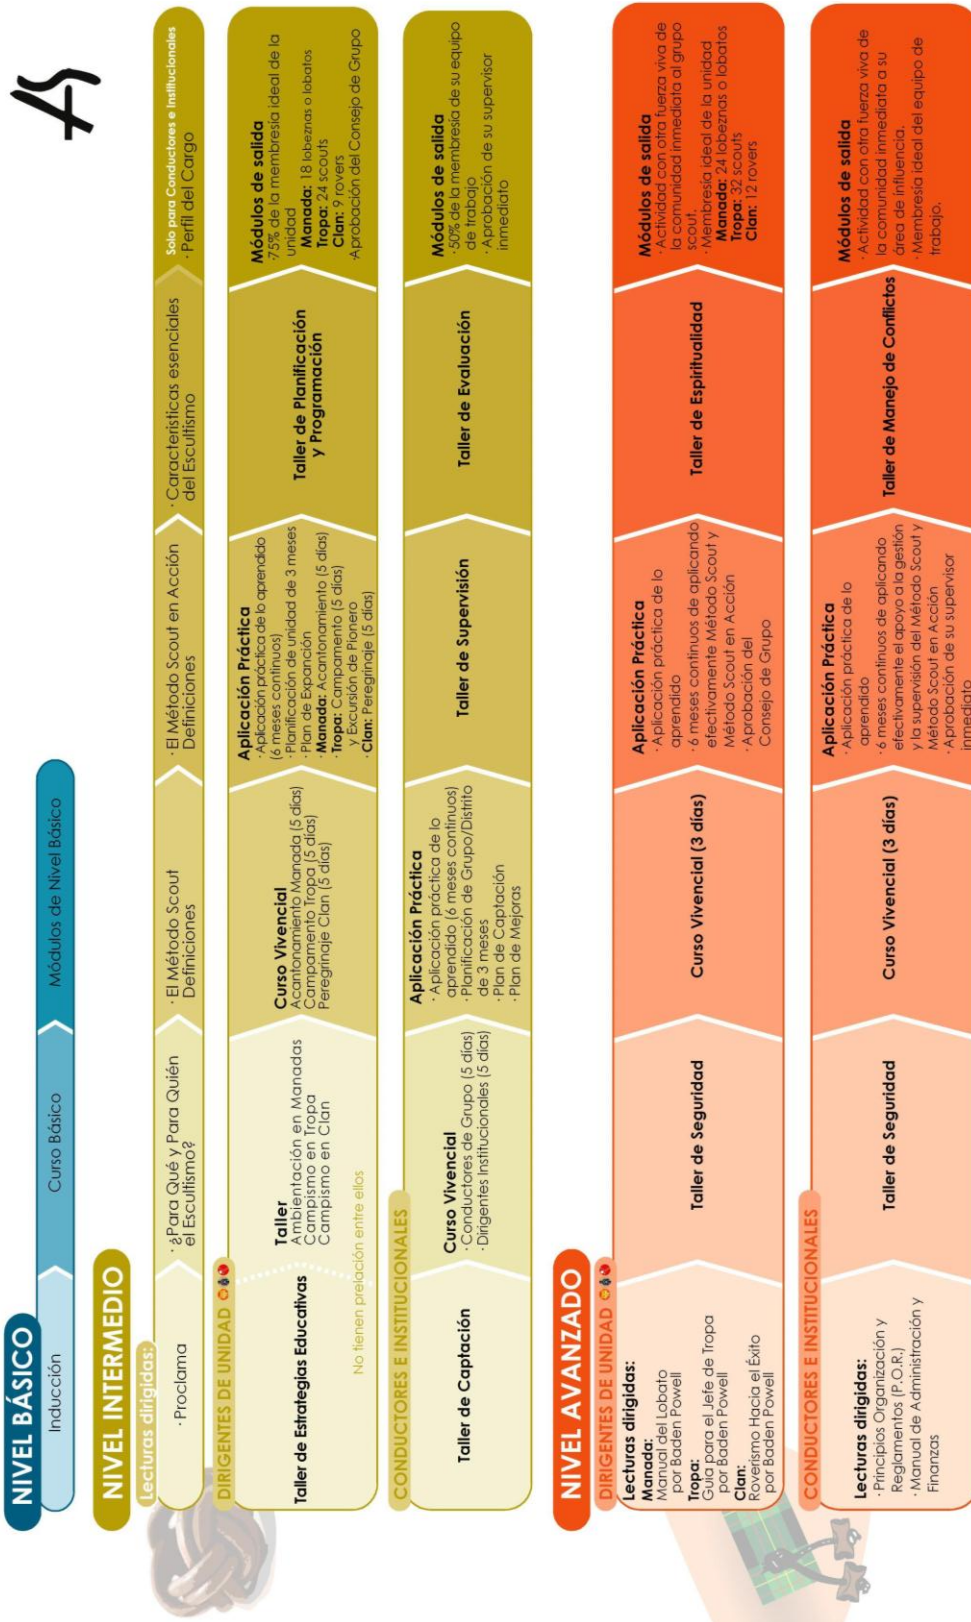 NIVEL BÁSICO
Inducción
Curso Básico
Módulos de Nivel Básico
NIVEL INTERMEDIO
Lecturas dirigidas:
· Proclama
· ¿Para Qué y Para Quién
el Escultismo?
· El Método Scout
Definiciones
· El Método Scout en Acción
Definiciones
· Características esenciales
del Escultismo
Solo para Conductores e Institucionales
· Perfil del Cargo
DIRIGENTES DE UNIDAD
Taller de Estrategias Educativas
Taller
Ambientación en Manadas
Campismo en Tropa
Campismo en Clan
No tienen prelación entre ellos
Curso Vivencial
Acantonamiento Manada (5 días)
Campamento Tropa (5 días)
Peregrinaje Clan (5 días)
Aplicación Práctica
· Aplicación práctica de lo aprendido
(6 meses continuos)
· Planificación de unidad de 3 meses
· Plan de Expanción
· Manada: Acantonamiento (5 días)
· Tropa: Campamento (5 días)
y Excursión de Pionero
· Clan: Peregrinaje (5 días)
Taller de Planificación
y Programación
Módulos de salida
·75% de la membresía ideal de la
unidad
Manada: 18 lobeznas o lobatos
Tropa: 24 scouts
Clan: 9 rovers
·Aprobación del Consejo de Grupo
CONDUCTORES E INSTITUCIONALES
Taller de Captación
Curso Vivencial
· Conductores de Grupo (5 días)
· Dirigentes Institucionales (5 días)
Aplicación Práctica
· Aplicación práctica de lo
aprendido (6 meses continuos)
· Planificación de Grupo/Distrito
de 3 meses
· Plan de Captación
· Plan de Mejoras
Taller de Supervisión
Taller de Evaluación
Módulos de salida
· 50% de la membresía de su equipo
de trabajo
· Aprobación de su supervisor
inmediato
NIVEL AVANZADO
DIRIGENTES DE UNIDAD
Lecturas dirigidas:
Manada:
Manual del Lobato
por Baden Powell
Tropa:
Guía para el Jefe de Tropa
por Baden Powell
Clan:
Roverismo Hacia el Éxito
por Baden Powell
Taller de Seguridad
Curso Vivencial (3 días)
Aplicación Práctica
· Aplicación práctica de lo
aprendido
· 6 meses continuos de aplicando
efectivamente Método Scout y
Método Scout en Acción
· Aprobación del
Consejo de Grupo
Taller de Espiritualidad
Módulos de salida
· Actividad con otra fuerza viva de
la comunidad inmediata al grupo
scout.
· Membresía ideal de la unidad
Manada: 24 lobeznas o lobatos
Tropa: 32 scouts
Clan: 12 rovers
CONDUCTORES E INSTITUCIONALES
Lecturas dirigidas:
· Principios Organización y
Reglamentos (P.O.R.)
· Manual de Administración y
Finanzas
Taller de Seguridad
Curso Vivencial (3 días)
Aplicación Práctica
· Aplicación práctica de lo
aprendido
· 6 meses continuos de aplicando
efectivamente el apoyo a la gestión
y la supervisión del Método Scout y
Método Scout en Acción
· Aprobación de su supervisor
inmediato
Taller de Manejo de Conflictos
Módulos de salida
· Actividad con otra fuerza viva de
la comunidad inmediata a su
área de influencia.
· Membresía ideal del equipo de
trabajo.